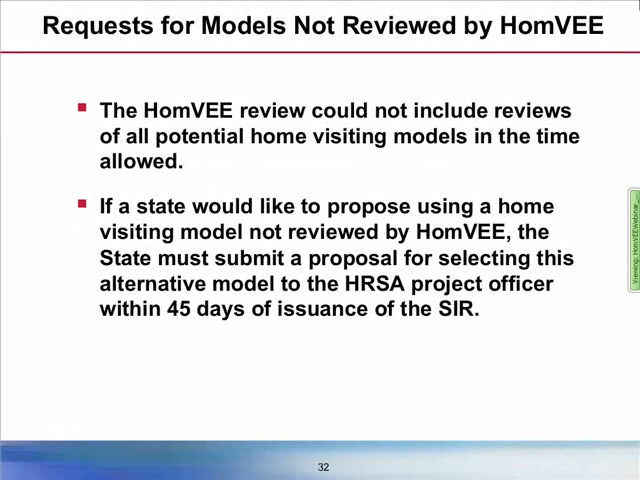 Requests for Models Not Reviewed by HomVEE
The HomVEE review could not include reviews
of all potential home visiting models in the time
allowed.
If a state would like to propose using a home
visiting model not reviewed by HomVEE, the
State must submit a proposal for selecting this
alternative model to the HRSA project officer
within 45 days of issuance of the SIR.
Viewing: HomVEEWebinar_
32